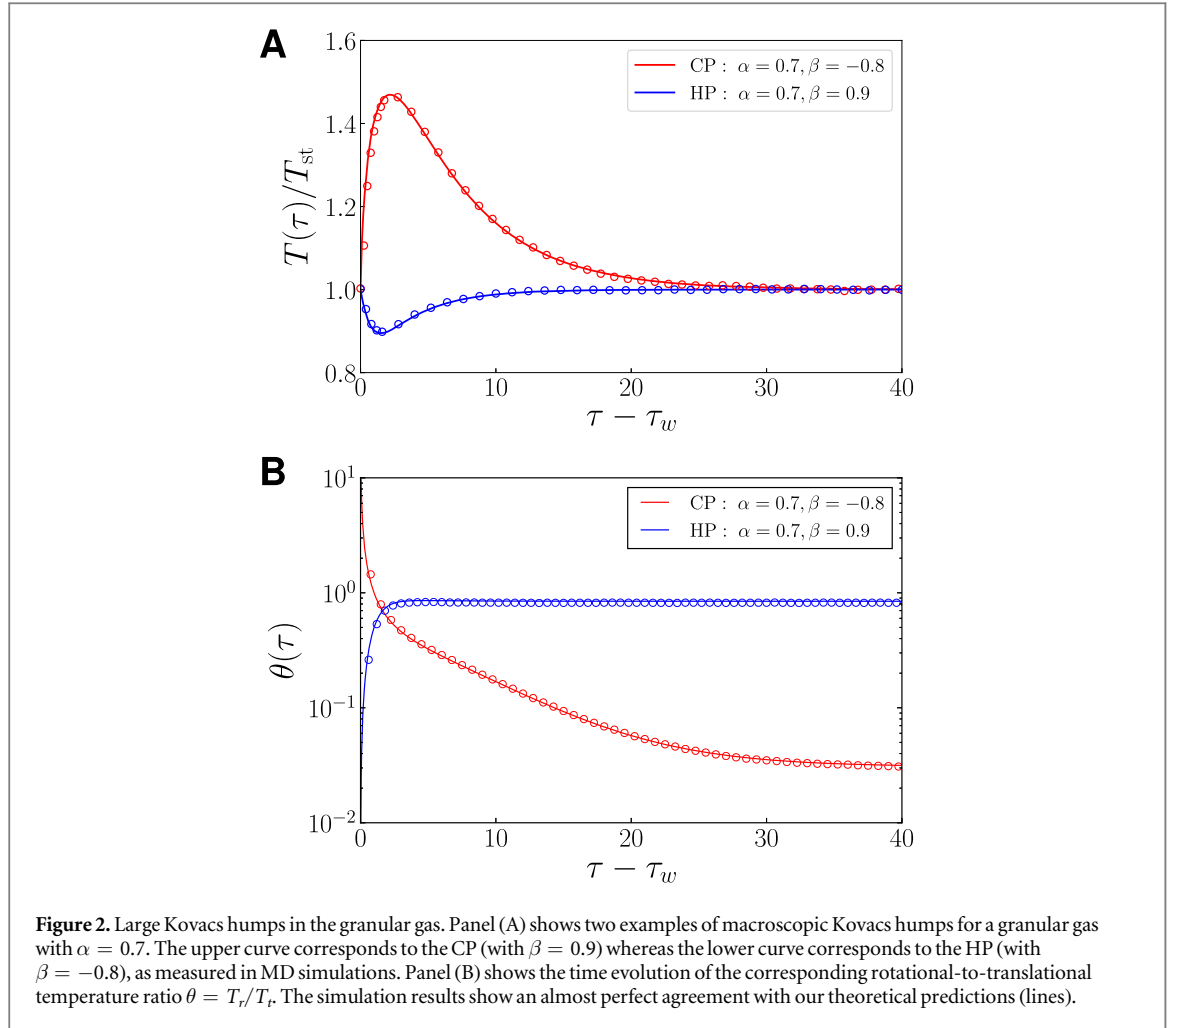 A
1.6
1.4
1.2
1.0
0.8
T(τ)/T_st
CP : α = 0.7, β = −0.8
HP : α = 0.7, β = 0.9
0 10 20 30 40
τ − τ_w
B
10^1
10^0
10^−1
10^−2
θ(τ)
CP : α = 0.7, β = −0.8
HP : α = 0.7, β = 0.9
0 10 20 30 40
τ − τ_w
Figure 2. Large Kovacs humps in the granular gas. Panel (A) shows two examples of macroscopic Kovacs humps for a granular gas
with α = 0.7. The upper curve corresponds to the CP (with β = 0.9) whereas the lower curve corresponds to the HP (with
β = −0.8), as measured in MD simulations. Panel (B) shows the time evolution of the corresponding rotational-to-translational
temperature ratio θ = T_r/T_t. The simulation results show an almost perfect agreement with our theoretical predictions (lines).